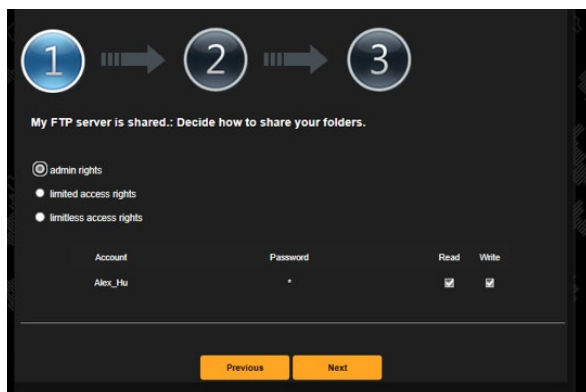 1 2 3
My FTP server is shared.: Decide how to share your folders.
admin rights
limited access rights
limitless access rights
Account Password Read Write
Alex_Hu *
Previous Next